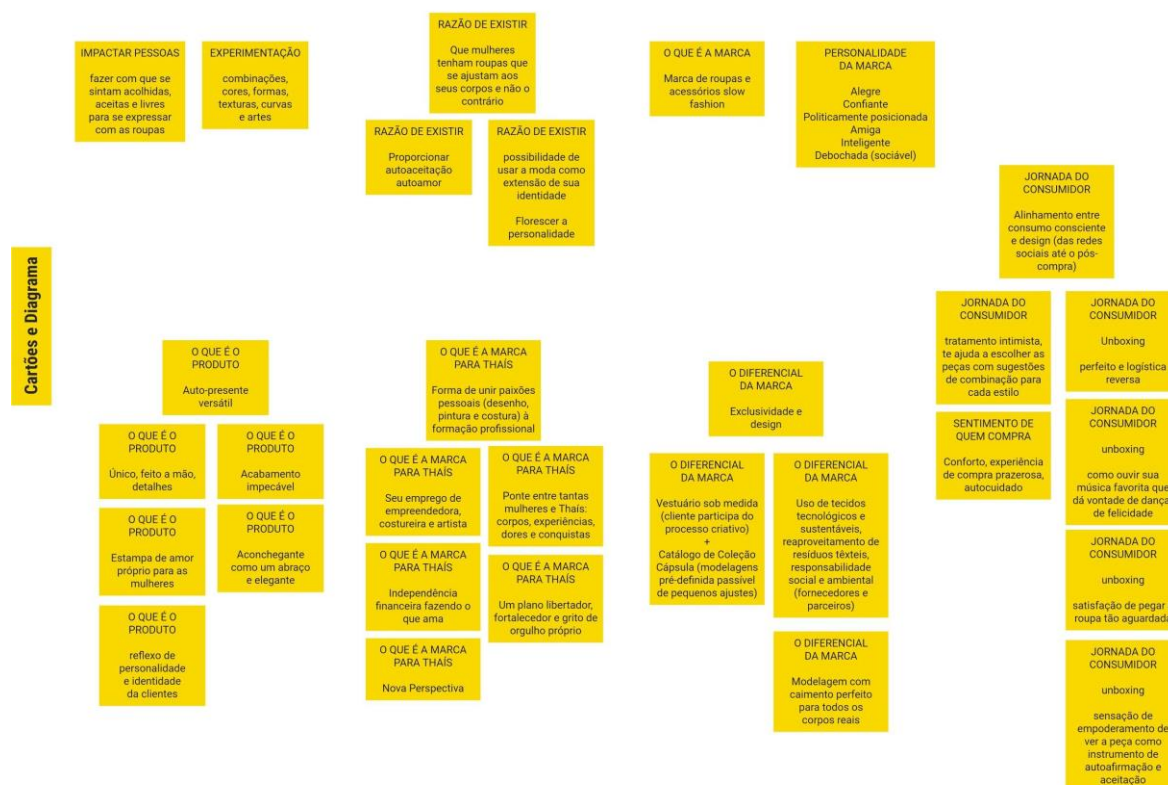 Cartões e Diagrama
IMPACTAR PESSOAS
fazer com que se
sintam acolhidas,
aceitas e livres
para se expressar
com as roupas
EXPERIMENTAÇÃO
combinações,
cores, formas,
texturas, curvas
e artes
RAZÃO DE EXISTIR
Que mulheres
tenham roupas que
se ajustam aos
seus corpos e não o
contrário
RAZÃO DE EXISTIR
Proporcionar
autoaceitação
autoamor
RAZÃO DE EXISTIR
possibilidade de
usar a moda como
extensão de sua
identidade
Florescer a
personalidade
O QUE É A MARCA
Marca de roupas e
acessórios slow
fashion
PERSONALIDADE
DA MARCA
Alegre
Confiante
Politicamente posicionada
Amiga
Inteligente
Debochada (sociável)
JORNADA DO
CONSUMIDOR
Alinhamento entre
consumo consciente
e design (das redes
sociais até o pós-
compra)
JORNADA DO
CONSUMIDOR
tratamento intimista,
te ajuda a escolher as
peças com sugestões
de combinação para
cada estilo
JORNADA DO
CONSUMIDOR
Unboxing
perfeito e logística
reversa
SENTIMENTO DE
QUEM COMPRA
Conforto, experiência
de compra prazerosa,
autocuidado
JORNADA DO
CONSUMIDOR
unboxing
como ouvir sua
música favorita que
dá vontade de dança
de felicidade
JORNADA DO
CONSUMIDOR
unboxing
satisfação de pegar
roupa tão aguardada
JORNADA DO
CONSUMIDOR
unboxing
sensação de
empoderamento de
ver a peça como
instrumento de
autoafirmação e
aceitação
O QUE É O
PRODUTO
Auto-presente
versátil
O QUE É O
PRODUTO
Único, feito a mão,
detalhes
O QUE É O
PRODUTO
Acabamento
impecável
O QUE É O
PRODUTO
Estampa de amor
próprio para as
mulheres
O QUE É O
PRODUTO
Aconchegante
como um abraço
e elegante
O QUE É O
PRODUTO
reflexo de
personalidade
e identidade
da clientes
O QUE É A MARCA
PARA THAÍS
Forma de unir paixões
pessoais (desenho,
pintura e costura) à
formação profissional
O QUE É A MARCA
PARA THAÍS
Seu emprego de
empreendedora,
costureira e artista
O QUE É A MARCA
PARA THAÍS
Ponte entre tantas
mulheres e Thaís:
corpos, experiências,
dores e conquistas
O QUE É A MARCA
PARA THAÍS
Independência
financeira fazendo o
que ama
O QUE É A MARCA
PARA THAÍS
Um plano libertador,
fortalecedor e grito de
orgulho próprio
O QUE É A MARCA
PARA THAÍS
Nova Perspectiva
O DIFERENCIAL
DA MARCA
Exclusividade e
design
O DIFERENCIAL
DA MARCA
Vestuário sob medida
(cliente participa do
processo criativo)
+
Catálogo de Coleção
Cápsula (modelagens
pré-definida passível
de pequenos ajustes)
O DIFERENCIAL
DA MARCA
Uso de tecidos
tecnológicos e
sustentáveis,
reaproveitamento de
resíduos têxteis,
responsabilidade
social e ambiental
(fornecedores e
parceiros)
O DIFERENCIAL
DA MARCA
Modelagem com
caimento perfeito
para todos os
corpos reais